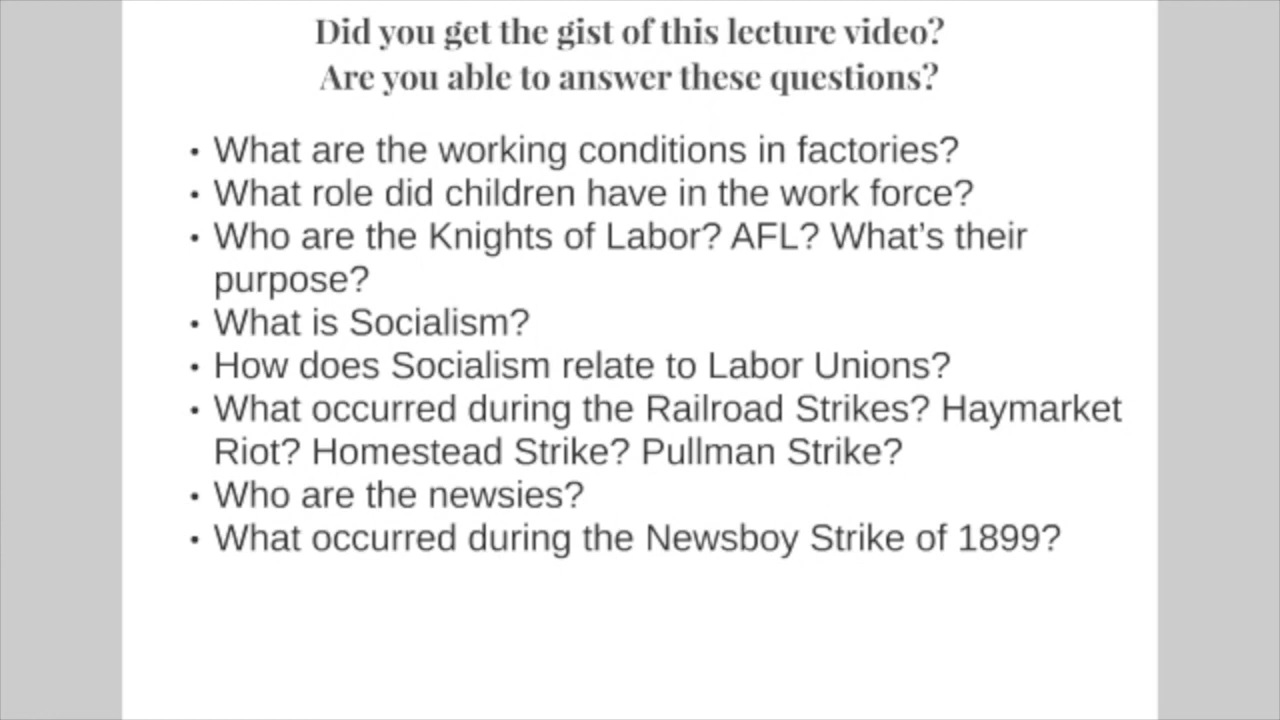 Did you get the gist of this lecture video?
Are you able to answer these questions?
• What are the working conditions in factories?
• What role did children have in the work force?
• Who are the Knights of Labor? AFL? What’s their
purpose?
• What is Socialism?
• How does Socialism relate to Labor Unions?
• What occurred during the Railroad Strikes? Haymarket
Riot? Homestead Strike? Pullman Strike?
• Who are the newsies?
• What occurred during the Newsboy Strike of 1899?